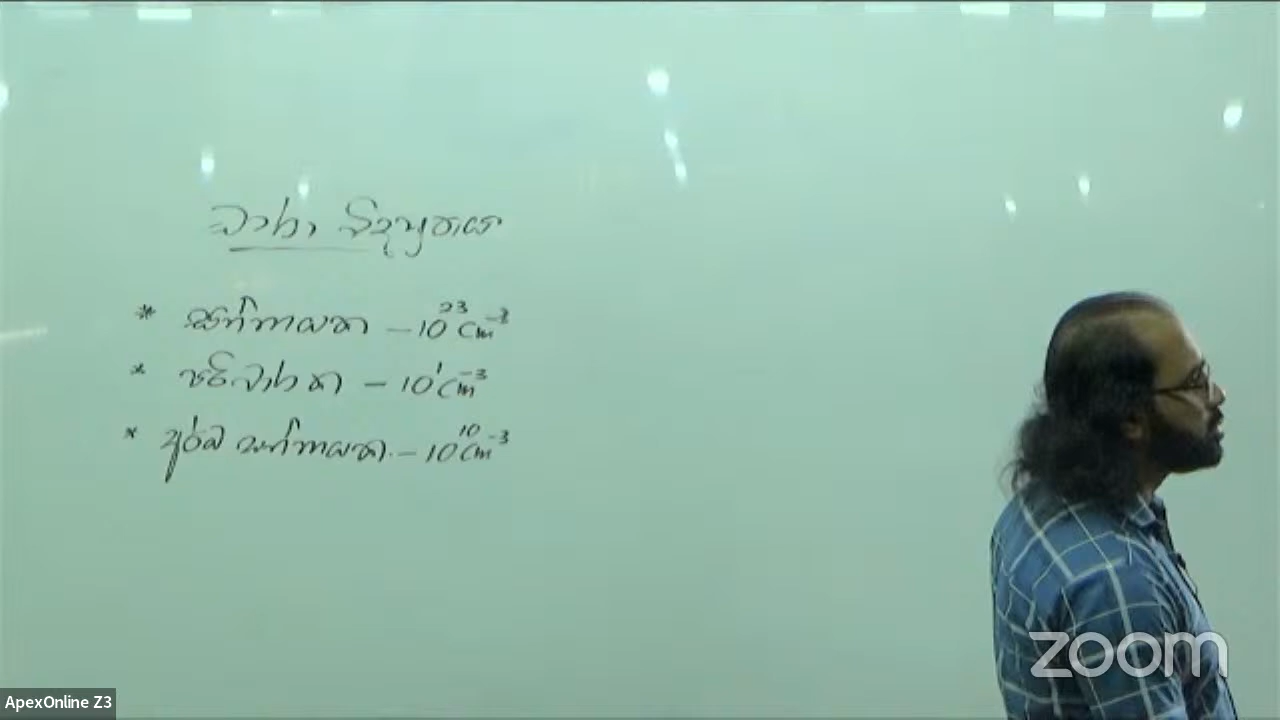 ධාරා විද්‍යුතය
* සන්නායක – 10²³ cm⁻³
* පරිවාරක – 10¹ cm⁻³
* අර්ධ සන්නායක – 10¹⁰ cm⁻³
zoom
ApexOnline Z3